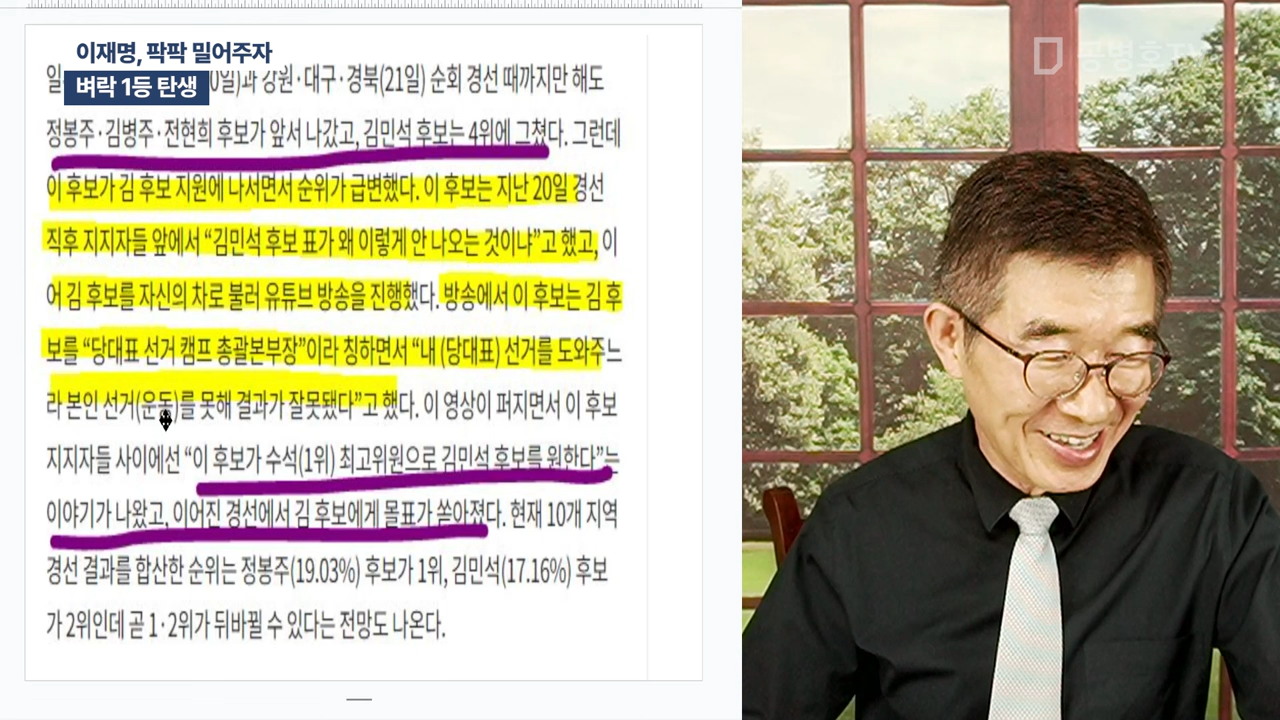 이재명, 팍팍 밀어주자
벼락 1등 탄생
공병호TV
일 0일)과 강원·대구·경북(21일) 순회 경선 때까지만 해도
정봉주·김병주·전현희 후보가 앞서 나갔고, 김민석 후보는 4위에 그쳤다. 그런데
이 후보가 김 후보 지원에 나서면서 순위가 급변했다. 이 후보는 지난 20일 경선
직후 지지자들 앞에서 “김민석 후보 표가 왜 이렇게 안 나오는 것이냐”고 했고, 이
어 김 후보를 자신의 차로 불러 유튜브 방송을 진행했다. 방송에서 이 후보는 김 후
보를 “당대표 선거 캠프 총괄본부장”이라 칭하면서 “내 (당대표) 선거를 도와주느
라 본인 선거(운동)를 못해 결과가 잘못됐다”고 했다. 이 영상이 퍼지면서 이 후보
지지자들 사이에선 “이 후보가 수석(1위) 최고위원으로 김민석 후보를 원한다”는
이야기가 나왔고, 이어진 경선에서 김 후보에게 몰표가 쏟아졌다. 현재 10개 지역
경선 결과를 합산한 순위는 정봉주(19.03%) 후보가 1위, 김민석(17.16%) 후보
가 2위인데 곧 1·2위가 뒤바뀔 수 있다는 전망도 나온다.